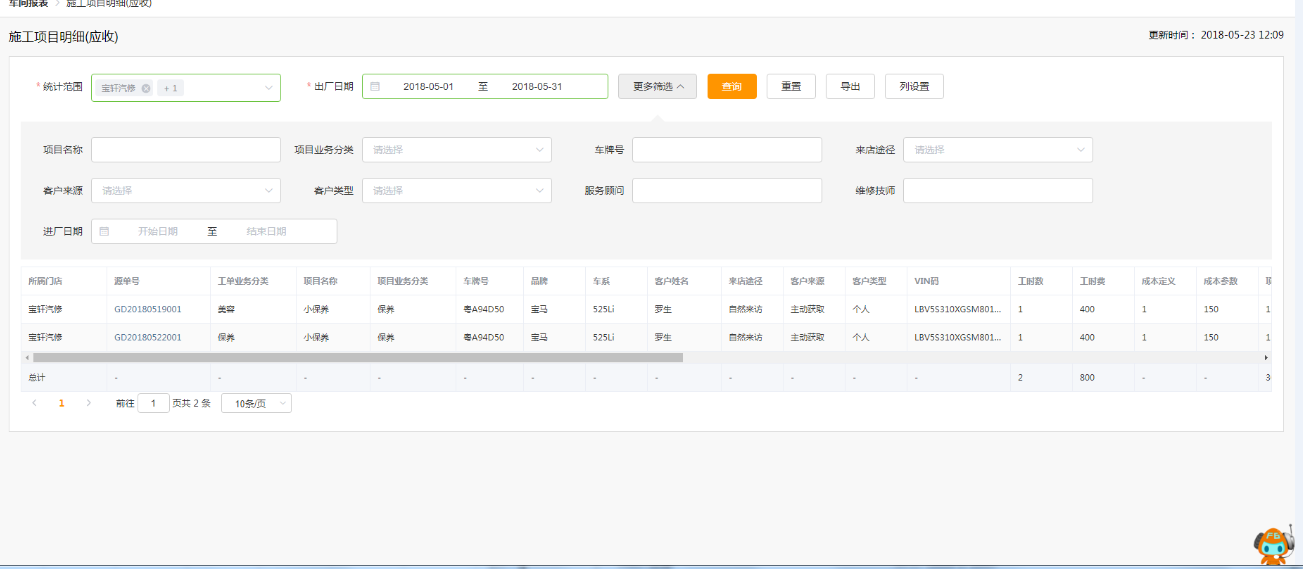 车间报表 > 施工项目明细(应收)
施工项目明细(应收) 更新时间： 2018-05-23 12:09
* 统计范围 宝轩汽修 + 1 * 出厂日期 2018-05-01 至 2018-05-31 更多筛选 查询 重置 导出 列设置
项目名称 项目业务分类 请选择 车牌号 来店途径 请选择
客户来源 请选择 客户类型 请选择 服务顾问 维修技师
进厂日期 开始日期 至 结束日期
所属门店 源单号 工单业务分类 项目名称 项目业务分类 车牌号 品牌 车系 客户姓名 来店途径 客户来源 客户类型 VIN码 工时数 工时费 成本定义 成本参数
宝轩汽修 GD20180519001 美容 小保养 保养 粤A94D50 宝马 525Li 罗生 自然来访 主动获取 个人 LBV5S310XGSM801... 1 400 1 150 1
宝轩汽修 GD20180522001 保养 小保养 保养 粤A94D50 宝马 525Li 罗生 自然来访 主动获取 个人 LBV5S310XGSM801... 1 400 1 150 1
总计 - - - - - - - - - - - - 2 800 - -
< 1 > 前往 1 页共 2 条 10条/页